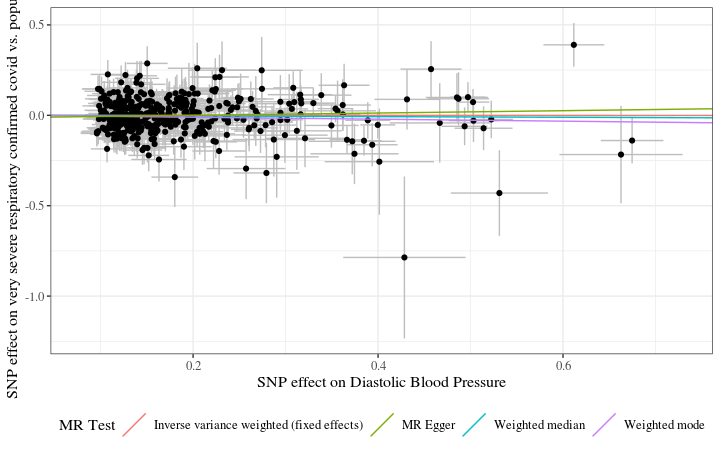 SNP effect on very severe respiratory confirmed covid vs.
0.5
0.0
-0.5
-1.0
0.2
0.4
0.6
SNP effect on Diastolic Blood Pressure
MR Test
Inverse variance weighted (fixed effects)
MR Egger
Weighted median
Weighted mode